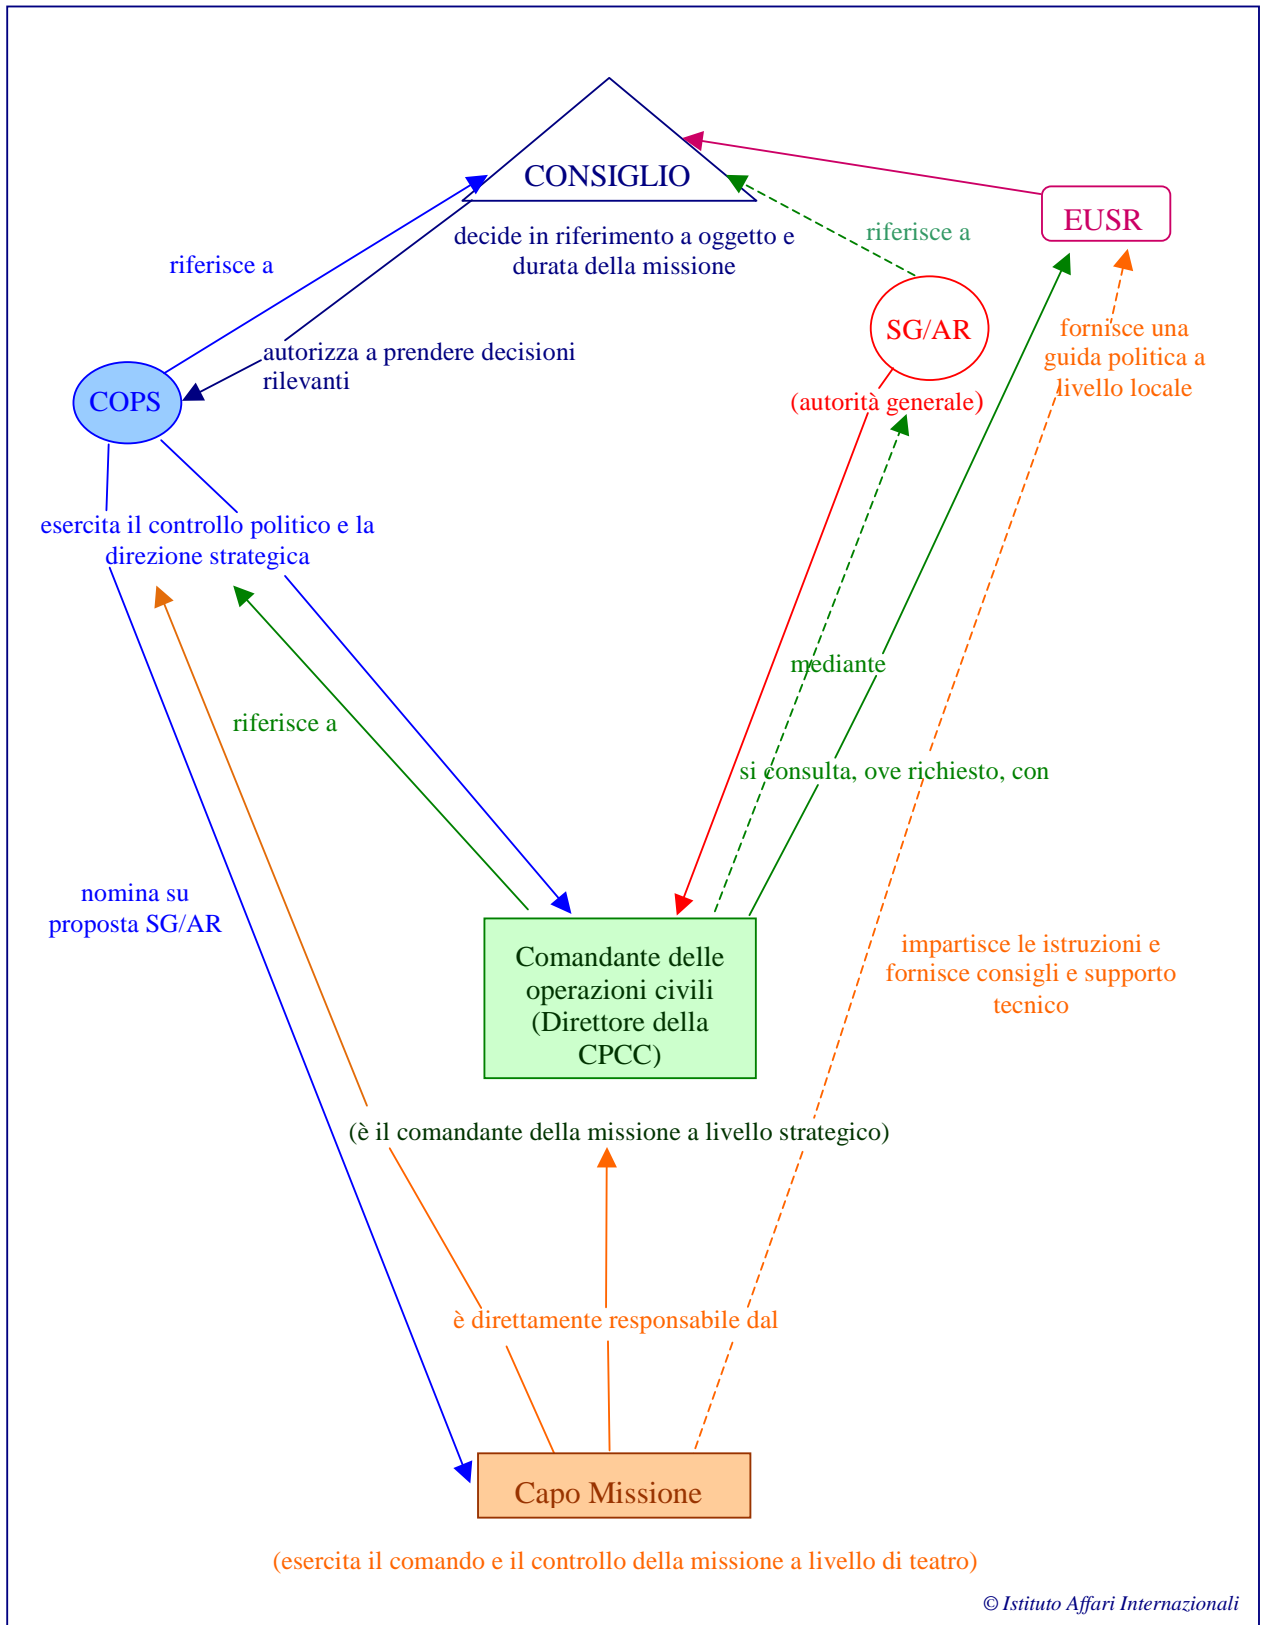 CONSIGLIO
EUSR
decide in riferimento a oggetto e
durata della missione
riferisce a
riferisce a
SG/AR
(autorità generale)
fornisce una
guida politica a
livello locale
autorizza a prendere decisioni
rilevanti
COPS
esercita il controllo politico e la
direzione strategica
mediante
riferisce a
si consulta, ove richiesto, con
nomina su
proposta SG/AR
Comandante delle
operazioni civili
(Direttore della
CPCC)
impartisce le istruzioni e
fornisce consigli e supporto
tecnico
(è il comandante della missione a livello strategico)
è direttamente responsabile dal
Capo Missione
(esercita il comando e il controllo della missione a livello di teatro)
© Istituto Affari Internazionali